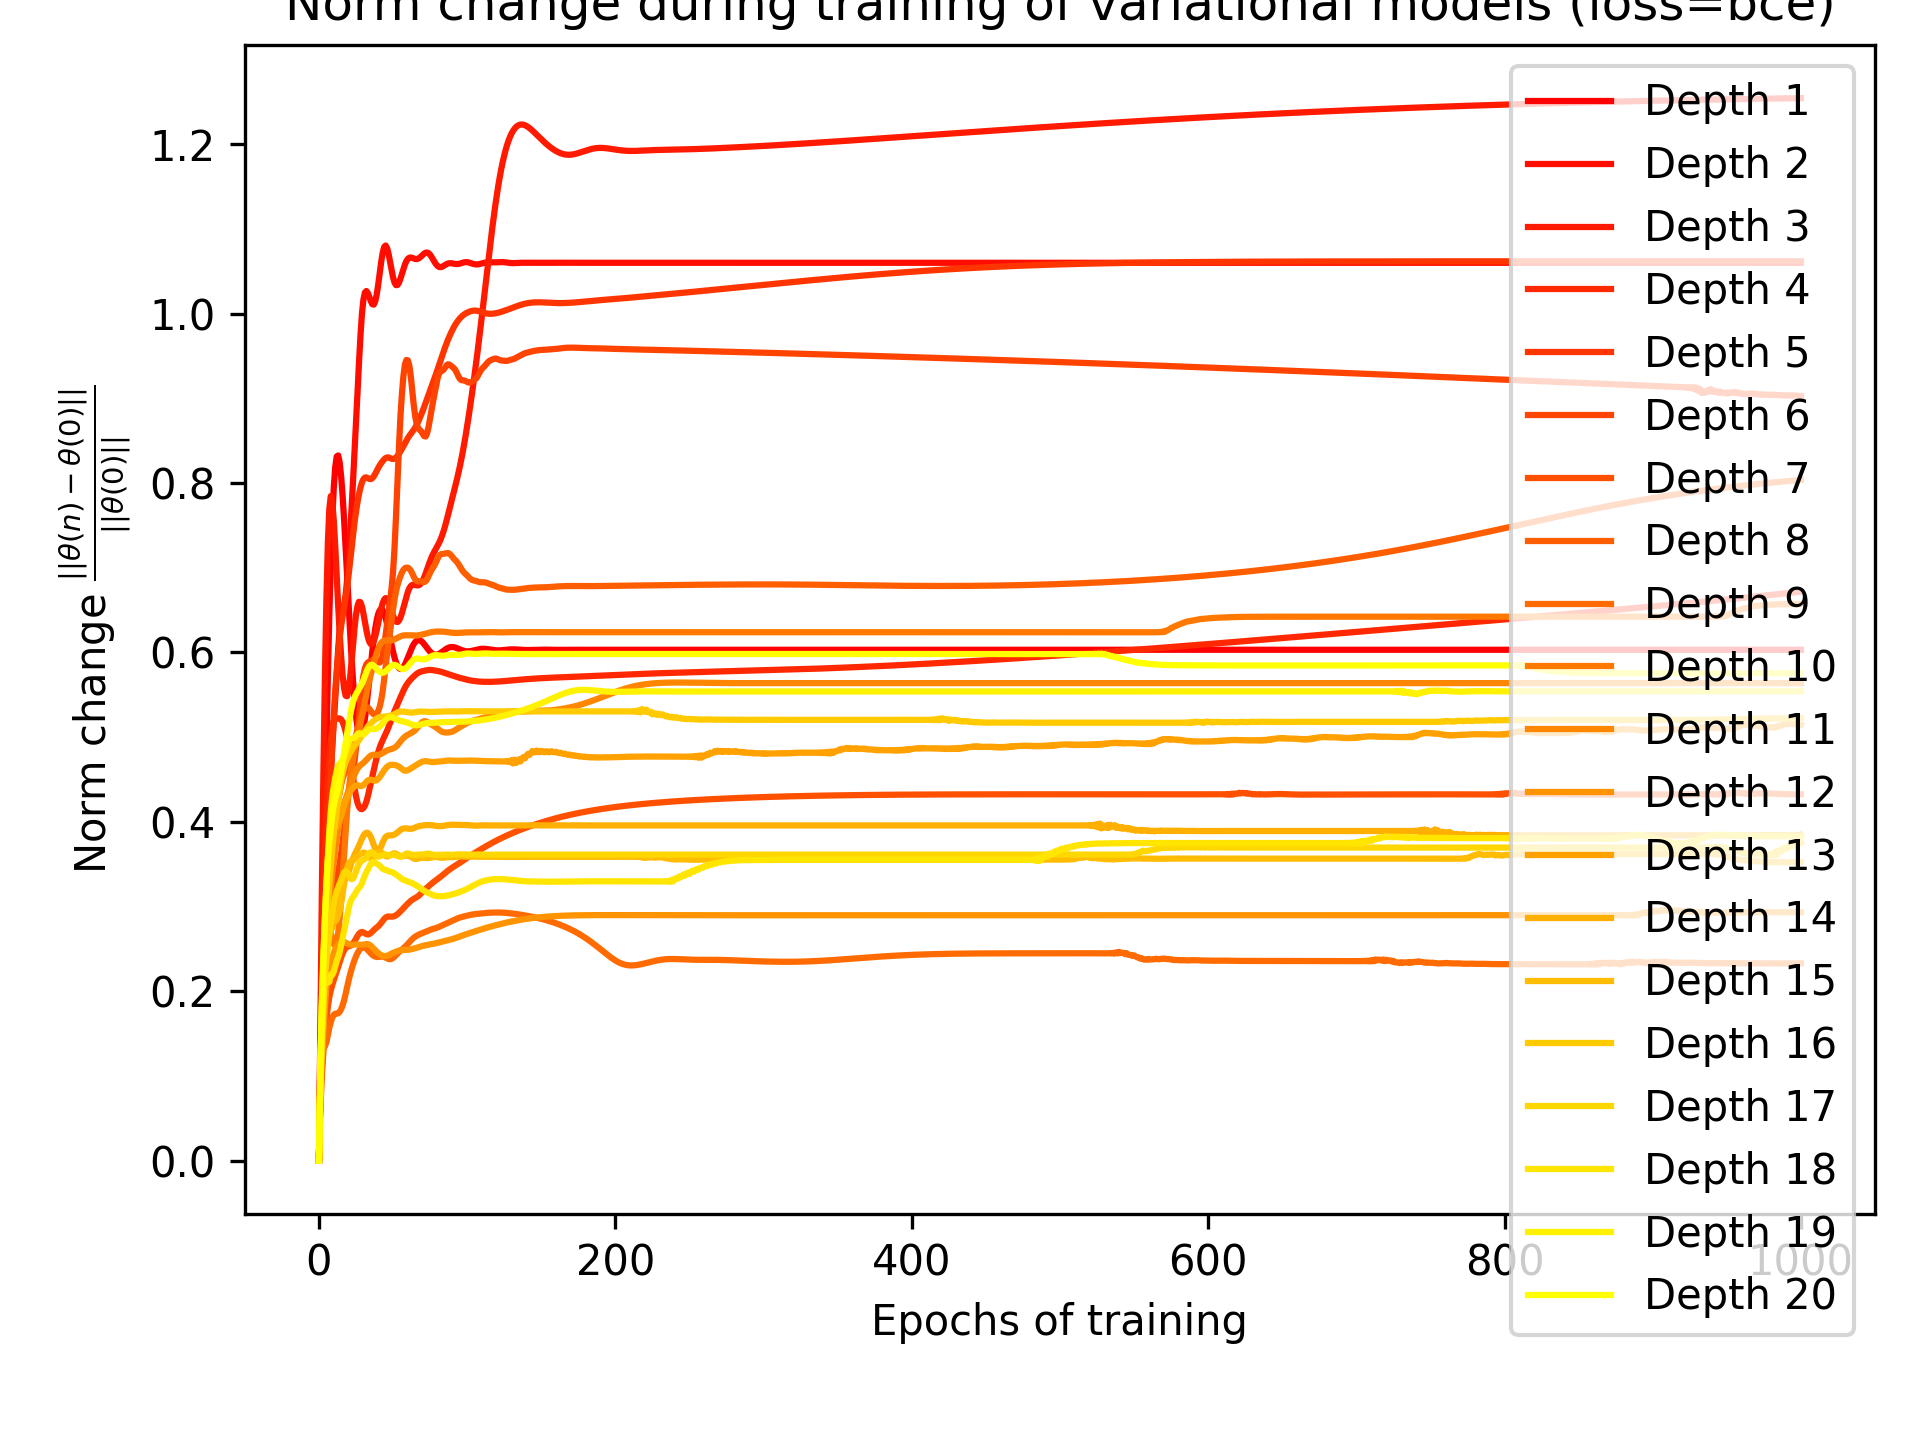 Norm change during training of variational models (loss=bce)
Norm change \frac{||θ(n) − θ(0)||}{||θ(0)||}
1.2
1.0
0.8
0.6
0.4
0.2
0.0
0 200 400 600 800 1000
Epochs of training
Depth 1
Depth 2
Depth 3
Depth 4
Depth 5
Depth 6
Depth 7
Depth 8
Depth 9
Depth 10
Depth 11
Depth 12
Depth 13
Depth 14
Depth 15
Depth 16
Depth 17
Depth 18
Depth 19
Depth 20